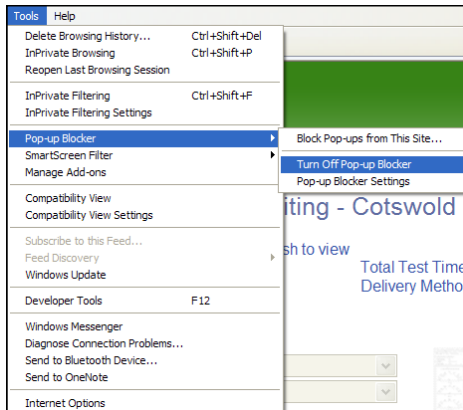 Tools Help
Delete Browsing History... Ctrl+Shift+Del
InPrivate Browsing Ctrl+Shift+P
Reopen Last Browsing Session
InPrivate Filtering Ctrl+Shift+F
InPrivate Filtering Settings
Pop-up Blocker
Block Pop-ups from This Site...
SmartScreen Filter
Turn Off Pop-up Blocker
Manage Add-ons
Pop-up Blocker Settings
Compatibility View
iting - Cotswold
Compatibility View Settings
Subscribe to this Feed...
sh to view
Feed Discovery
Total Test Time
Windows Update
Delivery Metho
Developer Tools F12
Windows Messenger
Diagnose Connection Problems...
Send to Bluetooth Device...
Send to OneNote
Internet Options